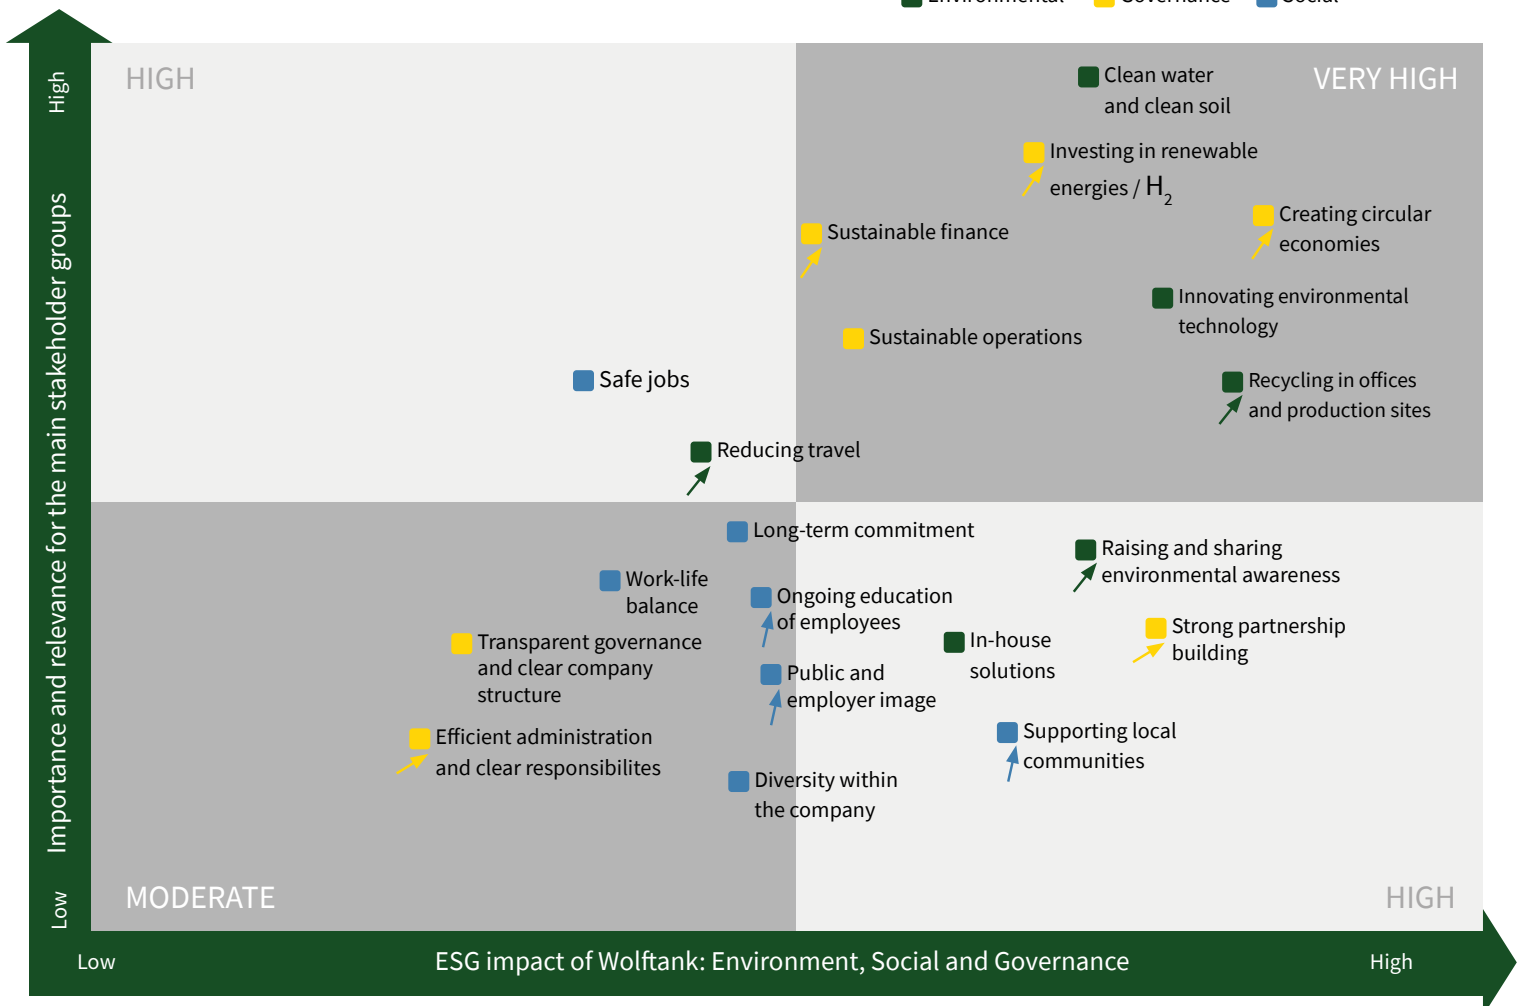 Environmental Governance Social
High
HIGH
VERY HIGH
Clean water
and clean soil
Investing in renewable
energies / H2
Creating circular
economies
Sustainable finance
Innovating environmental
technology
Sustainable operations
Safe jobs
Recycling in offices
and production sites
Reducing travel
Importance and relevance for the main stakeholder groups
Long-term commitment
Raising and sharing
environmental awareness
Work-life
balance
Ongoing education
of employees
Transparent governance
and clear company
structure
In-house
solutions
Strong partnership
building
Public and
employer image
Efficient administration
and clear responsibilites
Supporting local
communities
Diversity within
the company
MODERATE
HIGH
Low
Low
ESG impact of Wolftank: Environment, Social and Governance
High